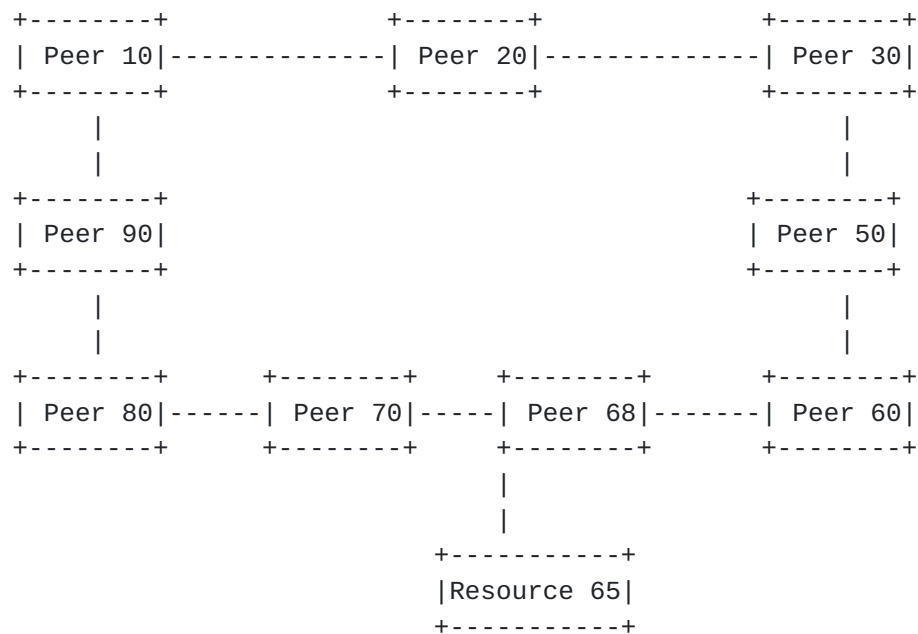 +--------+               +--------+               +--------+
| Peer 10|--------------| Peer 20|--------------| Peer 30|
+--------+               +--------+               +--------+
|                                                 |
|                                                 |
+--------+                                      +--------+
| Peer 90|                                      | Peer 50|
+--------+                                      +--------+
|                                                 |
|                                                 |
+--------+      +--------+     +--------+       +--------+
| Peer 80|------| Peer 70|-----| Peer 68|-------| Peer 60|
+--------+      +--------+     +--------+       +--------+
|
|
+-----------+
|Resource 65|
+-----------+